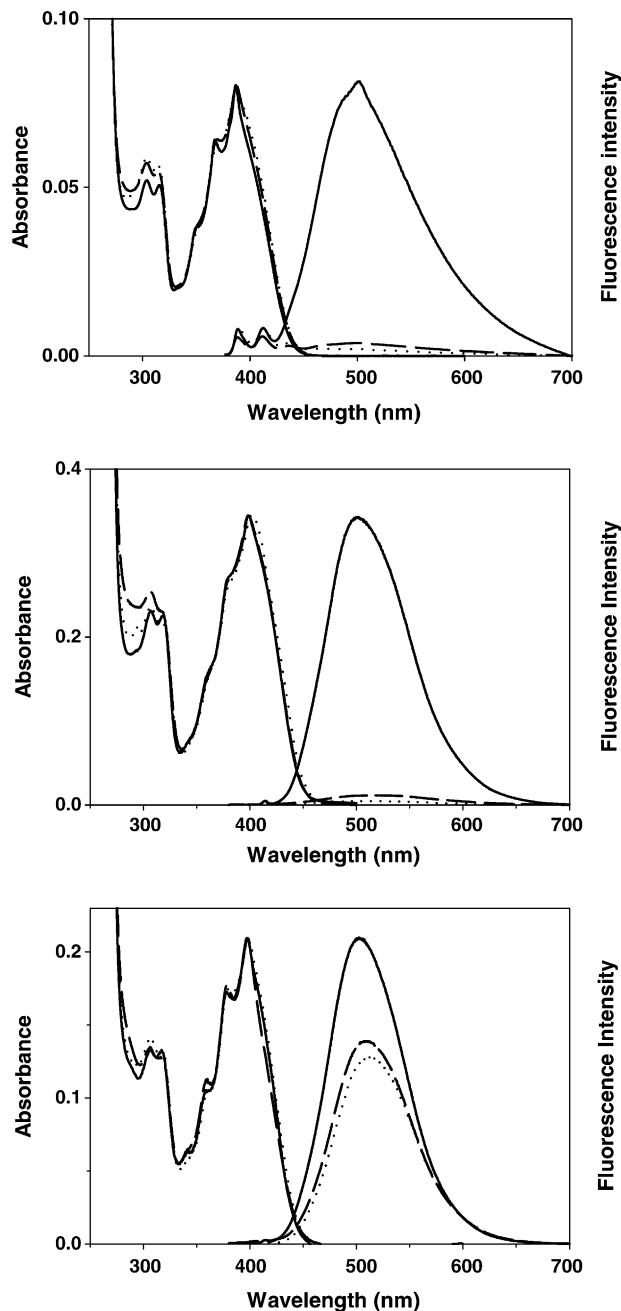 0.10
0.05
0.00
Absorbance
Fluorescence intensity
300 400 500 600 700
Wavelength (nm)
0.4
0.2
0.0
Absorbance
Fluorescence Intensity
300 400 500 600 700
Wavelength (nm)
0.2
0.1
0.0
Absorbance
Fluorescence Intensity
300 400 500 600 700
Wavelength (nm)